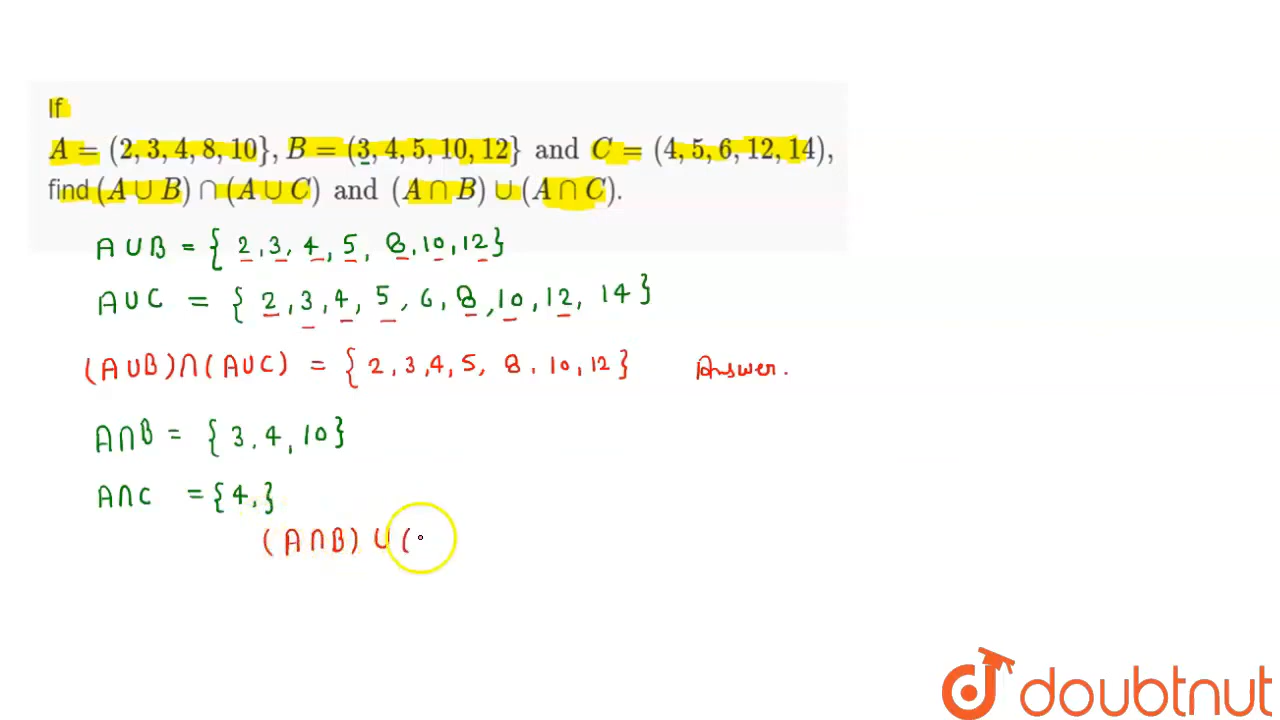 If
A = (2, 3, 4, 8, 10}, B = (3, 4, 5, 10, 12} and C = (4, 5, 6, 12, 14),
find (A ∪ B) ∩ (A ∪ C) and (A ∩ B) ∪ (A ∩ C).
A∪B = { 2, 3, 4, 5, 8, 10, 12}
A∪C = { 2, 3, 4, 5, 6, 8, 10, 12, 14}
(A∪B)∩(A∪C) = { 2, 3, 4, 5, 8. 10, 12} Answer.
A∩B = { 3, 4, 10}
A∩C = {4,}
(A∩B) ∪ (
doubtnut